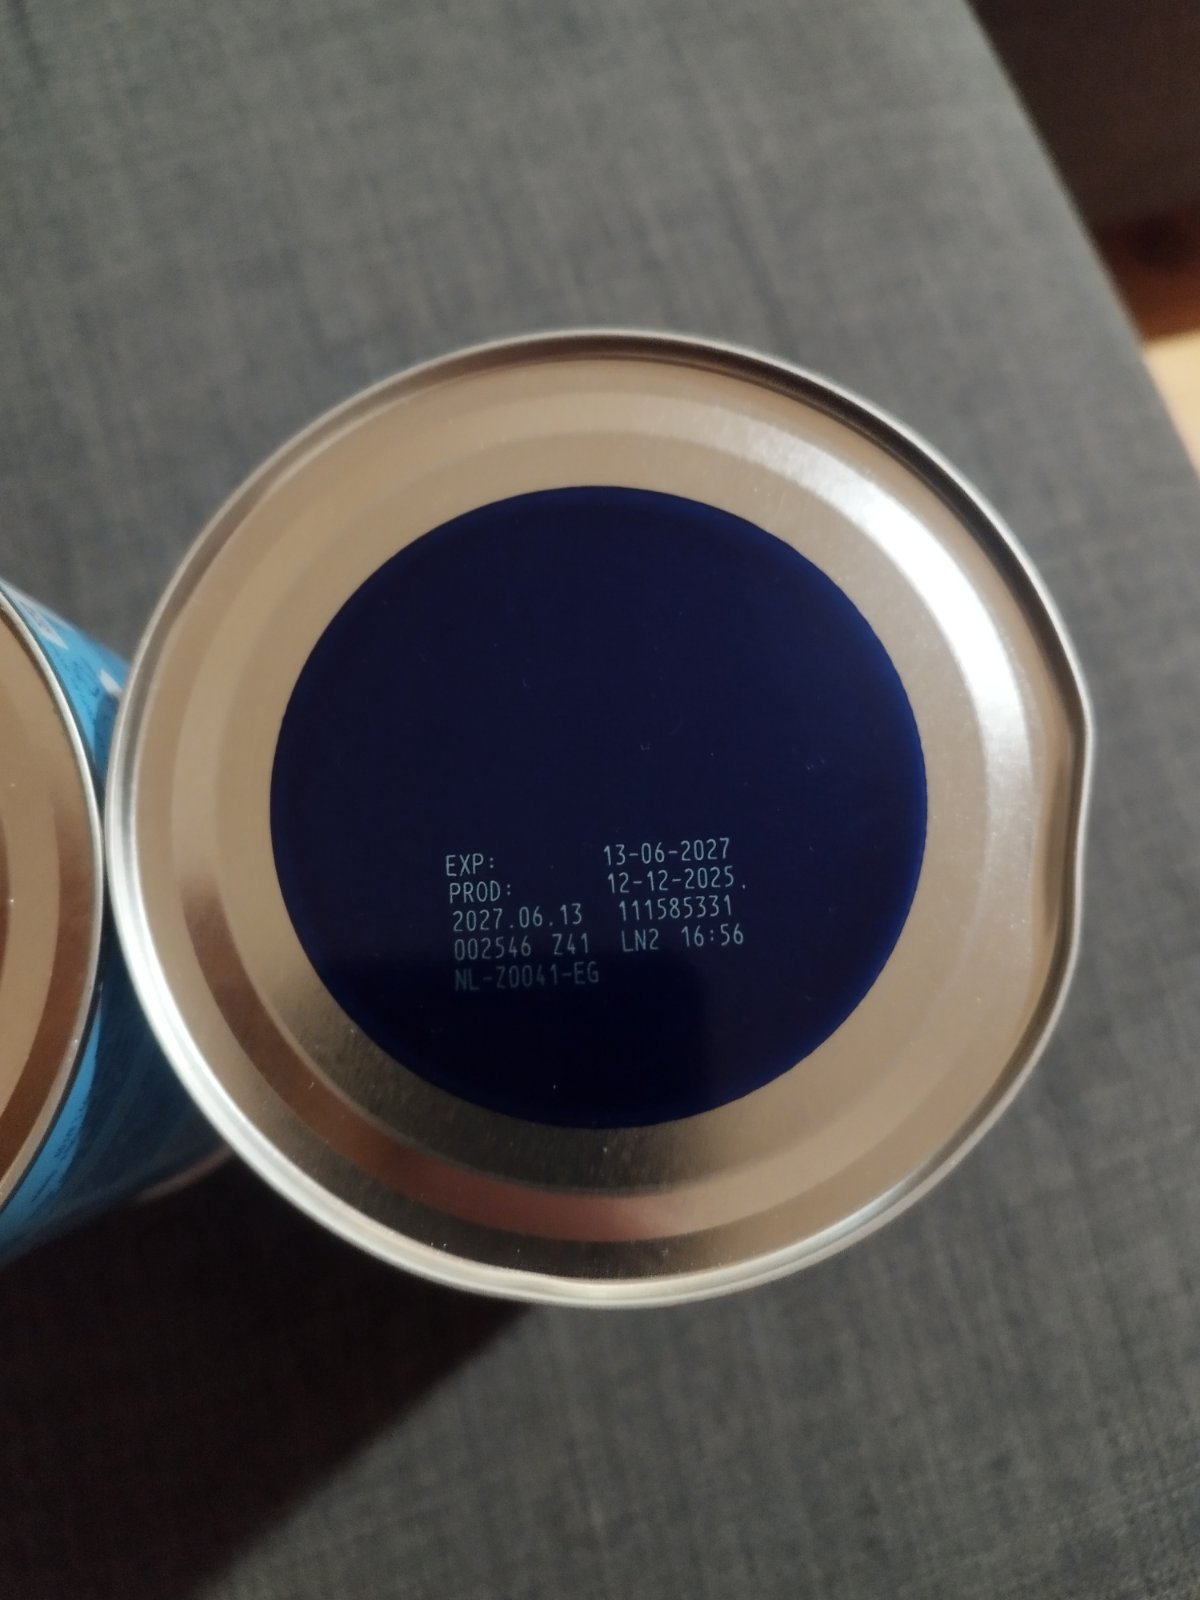 EXP: 13-06-2027
PROD: 12-12-2025.
2027.06.13 111585331
002546 Z41 LN2 16:56
NL-Z0041-EG